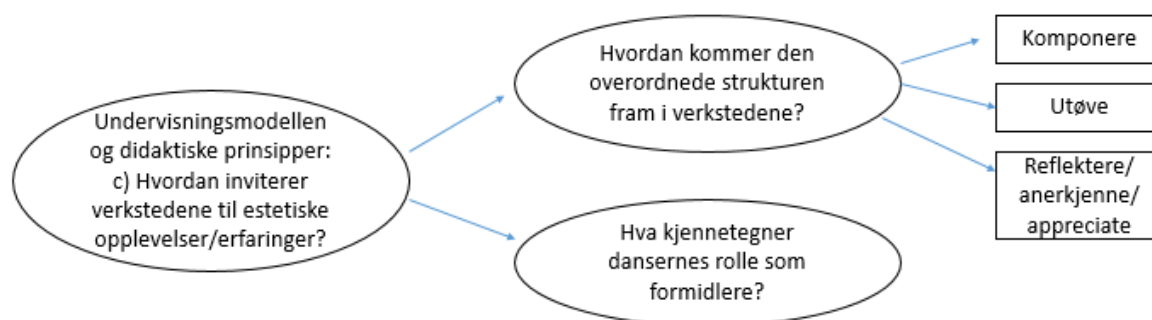 Undervisningsmodellen
og didaktiske prinsipper:
c) Hvordan inviterer
verkstedene til estetiske
opplevelser/erfaringer?
Hvordan kommer den
overordnede strukturen
fram i verkstedene?
Komponere
Utøve
Reflektere/
anerkjenne/
appreciate
Hva kjennetegner
dansernes rolle som
formidlere?